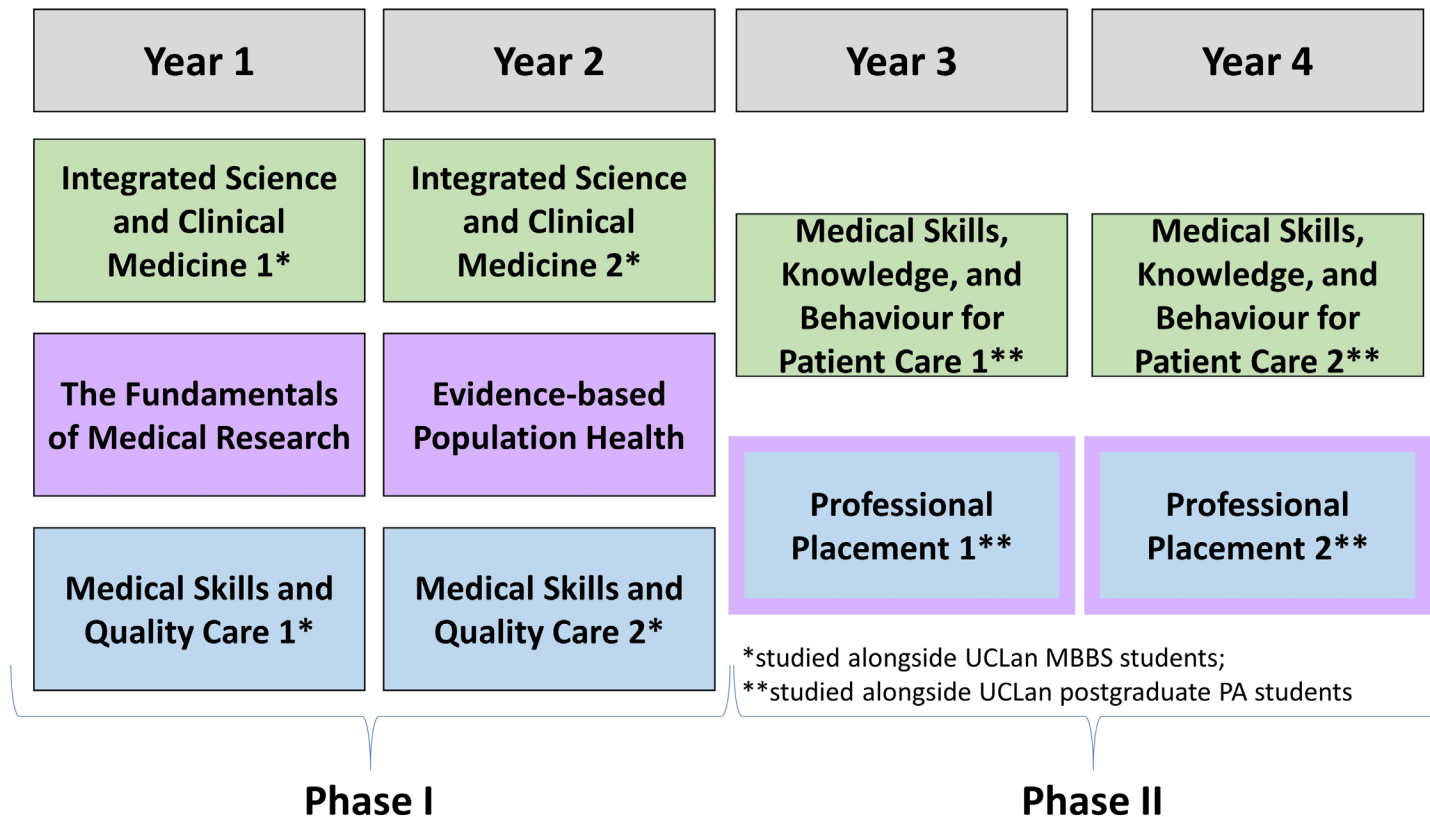 Year 1
Year 2
Year 3
Year 4
Integrated Science
and Clinical
Medicine 1*
Integrated Science
and Clinical
Medicine 2*
Medical Skills,
Knowledge, and
Behaviour for
Patient Care 1**
Medical Skills,
Knowledge, and
Behaviour for
Patient Care 2**
The Fundamentals
of Medical Research
Evidence-based
Population Health
Professional
Placement 1**
Professional
Placement 2**
Medical Skills and
Quality Care 1*
Medical Skills and
Quality Care 2*
*studied alongside UCLan MBBS students;
**studied alongside UCLan postgraduate PA students
Phase I
Phase II